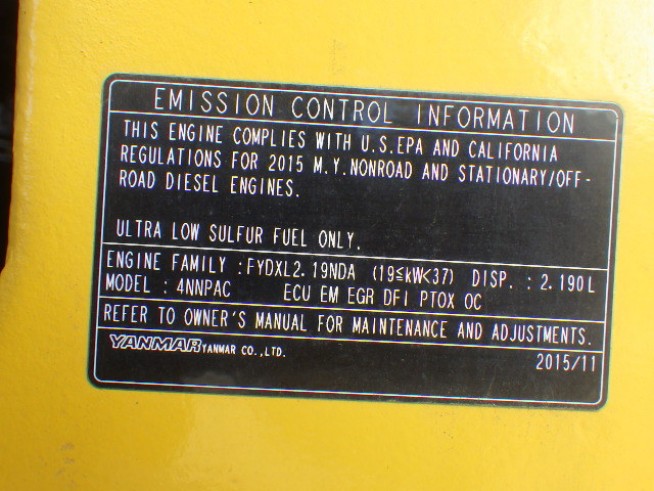 EMISSION CONTROL INFORMATION
THIS ENGINE COMPLIES WITH U.S.EPA AND CALIFORNIA
REGULATIONS FOR 2015 M.Y.NONROAD AND STATIONARY/OFF-
ROAD DIESEL ENGINES.
ULTRA LOW SULFUR FUEL ONLY.
ENGINE FAMILY :FYDXL2.19NDA (19≦kW<37) DISP. : 2.190L
MODEL : 4NNPAC ECU EM EGR DFI PTOX OC
REFER TO OWNER'S MANUAL FOR MAINTENANCE AND ADJUSTMENTS.
YANMAR YANMAR CO.,LTD. 2015/11